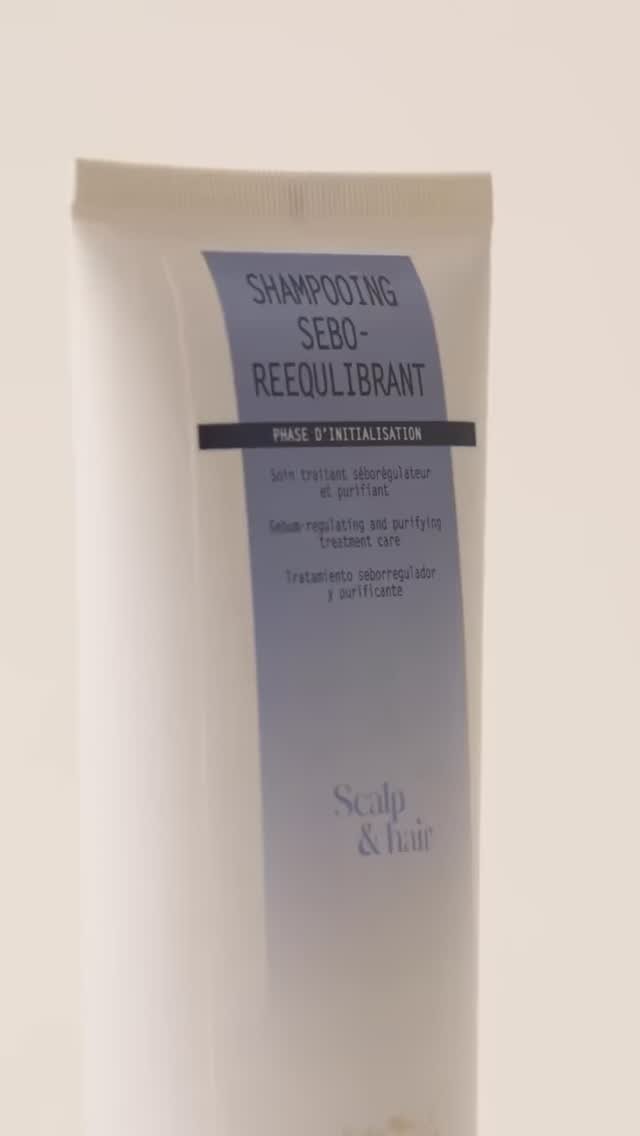 SHAMPOOING
SEBO-
REEQULIBRANT
PHASE D'INITIALISATION
Soin traitant séborégulateur
et purifiant
Sebum-regulating and purifying
treatment care
Tratamiento seborregulador
y purificante
Scalp
& hair